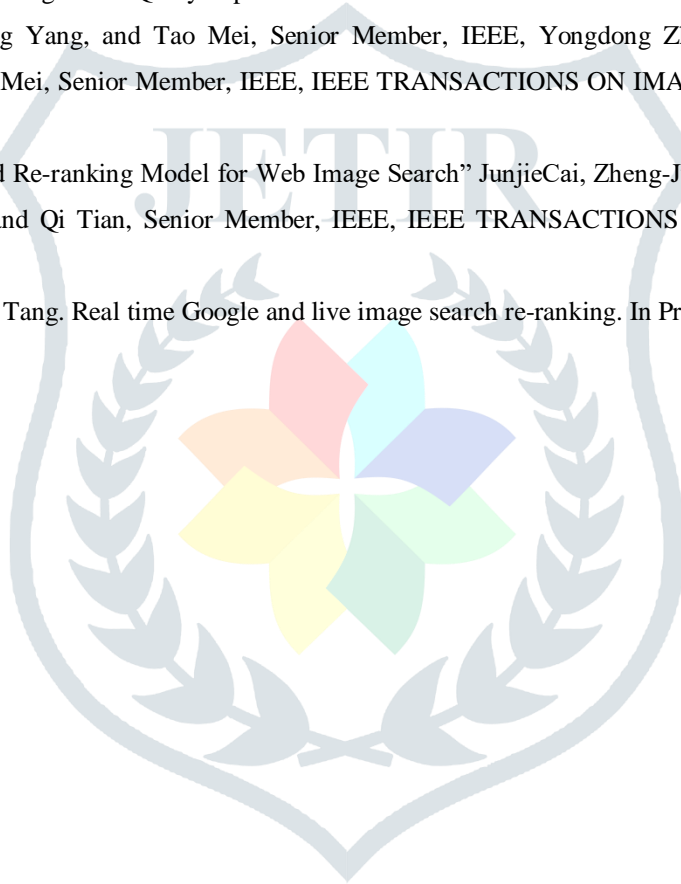 g Yang, and Tao Mei, Senior Member, IEEE, Yongdong Z
Mei, Senior Member, IEEE, IEEE TRANSACTIONS ON IMA
JETIR
d Re-ranking Model for Web Image Search” JunjieCai, Zheng-J
and Qi Tian, Senior Member, IEEE, IEEE TRANSACTIONS
Tang. Real time Google and live image search re-ranking. In Pr